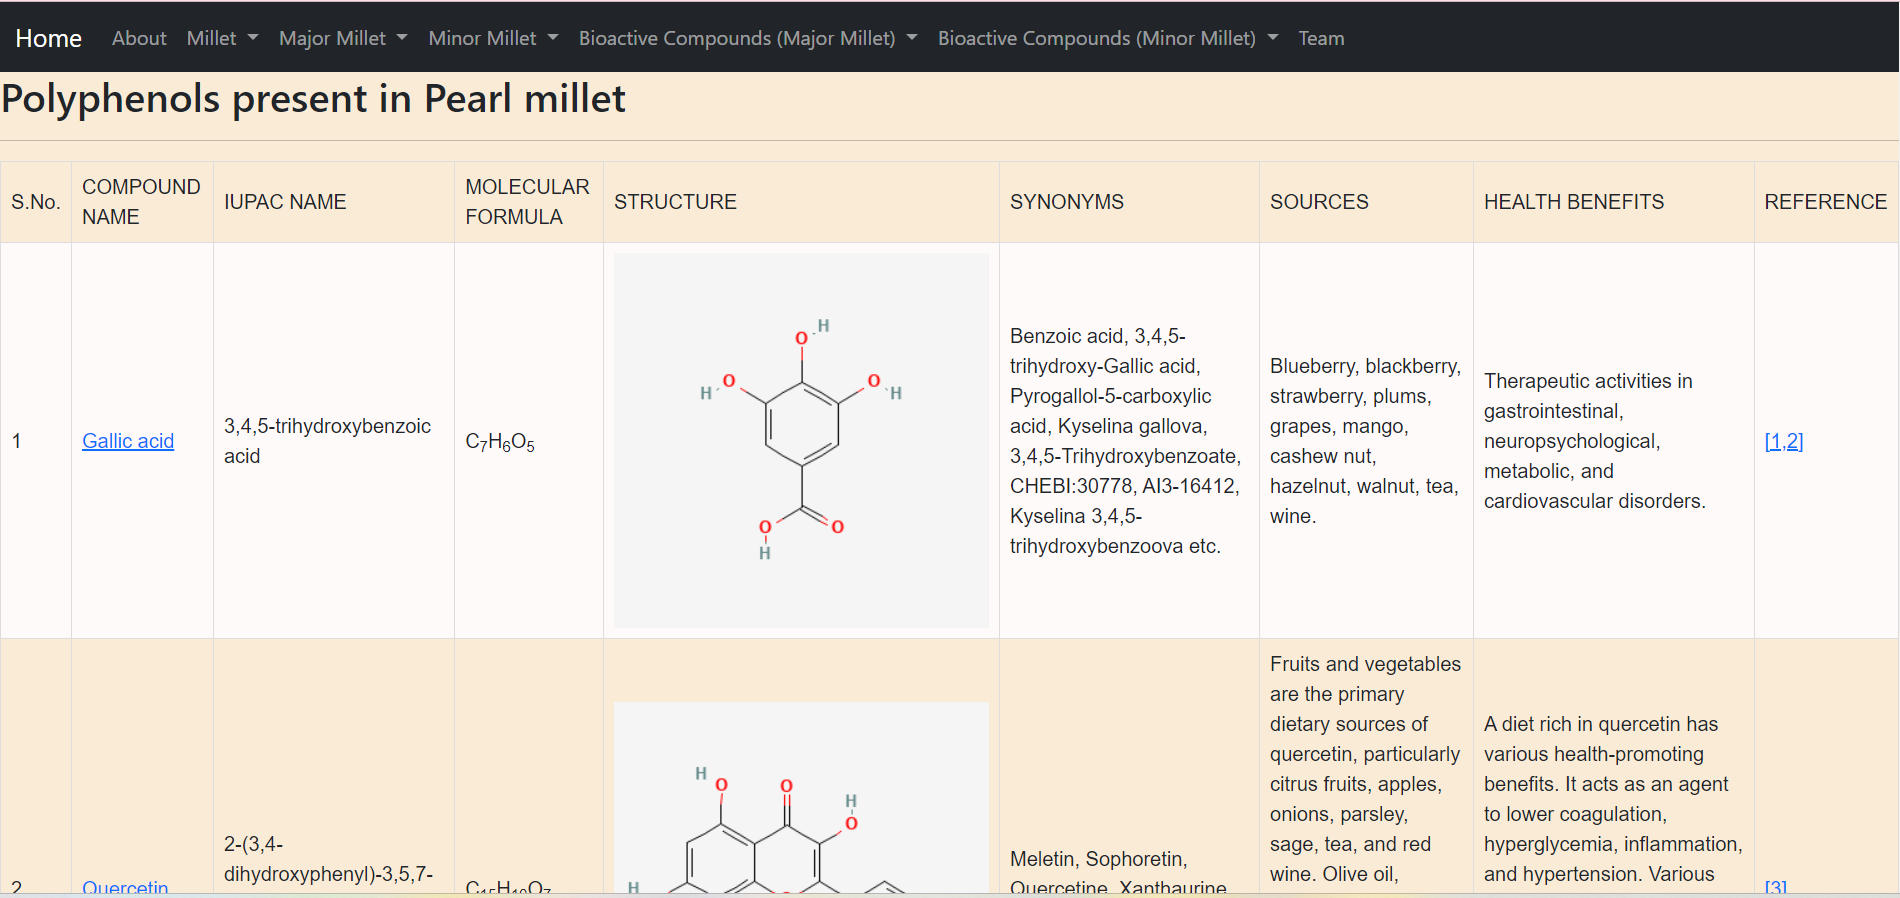 Home About Millet Major Millet Minor Millet Bioactive Compounds (Major Millet) Bioactive Compounds (Minor Millet) Team
Polyphenols present in Pearl millet
S.No.
COMPOUND
NAME
IUPAC NAME
MOLECULAR
FORMULA
STRUCTURE
SYNONYMS
SOURCES
HEALTH BENEFITS
REFERENCE
1
Gallic acid
3,4,5-trihydroxybenzoic
acid
C₇H₆O₅
H
O
H O
O H
O
O
H
Benzoic acid, 3,4,5-
trihydroxy-Gallic acid,
Pyrogallol-5-carboxylic
acid, Kyselina gallova,
3,4,5-Trihydroxybenzoate,
CHEBI:30778, AI3-16412,
Kyselina 3,4,5-
trihydroxybenzoova etc.
Blueberry, blackberry,
strawberry, plums,
grapes, mango,
cashew nut,
hazelnut, walnut, tea,
wine.
Therapeutic activities in
gastrointestinal,
neuropsychological,
metabolic, and
cardiovascular disorders.
[1,2]
2
Quercetin
2-(3,4-
dihydroxyphenyl)-3,5,7-
C₁₅H₁₀O₇
H
O
O
H
O
H
Meletin, Sophoretin,
Quercetine, Xanthaurine
Fruits and vegetables
are the primary
dietary sources of
quercetin, particularly
citrus fruits, apples,
onions, parsley,
sage, tea, and red
wine. Olive oil,
A diet rich in quercetin has
various health-promoting
benefits. It acts as an agent
to lower coagulation,
hyperglycemia, inflammation,
and hypertension. Various
[3]